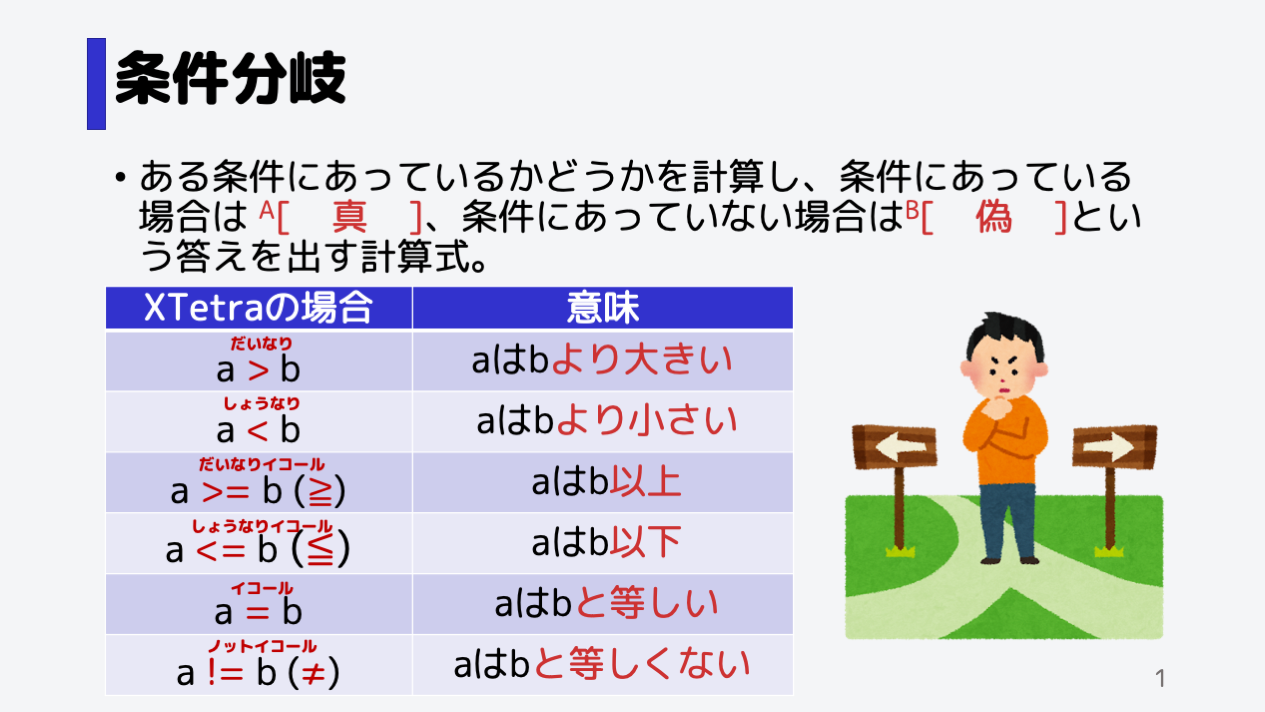 条件分岐
• ある条件にあっているかどうかを計算し、条件にあっている
場合は A[　真　]、条件にあっていない場合はB[　偽　]とい
う答えを出す計算式。
XTetraの場合 意味
だいなり
a > b aはbより大きい
しょうなり
a < b aはbより小さい
だいなりイコール
a >= b (≧) aはb以上
しょうなりイコール
a <= b (≦) aはb以下
イコール
a = b aはbと等しい
ノットイコール
a != b (≠) aはbと等しくない
1